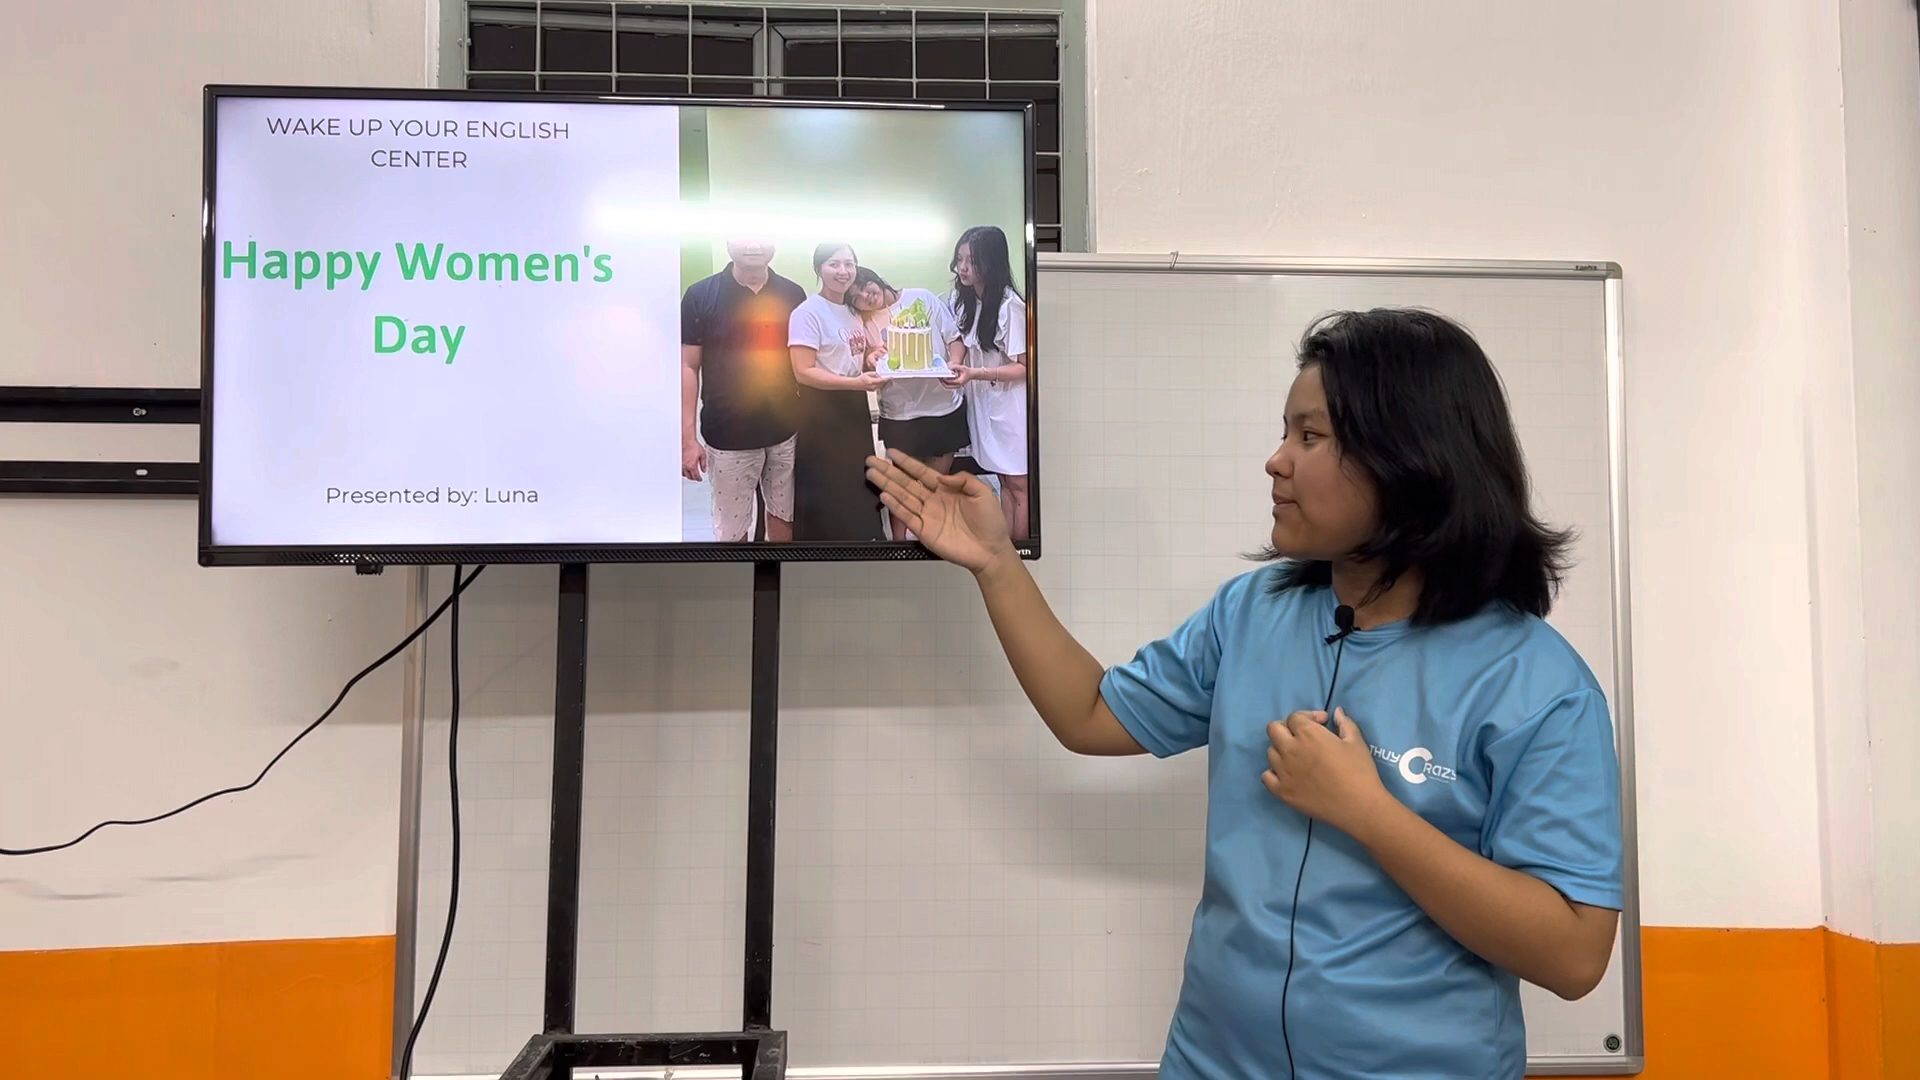 WAKE UP YOUR ENGLISH
CENTER
Happy Women's
Day
Presented by: Luna
THUY
CRAZY